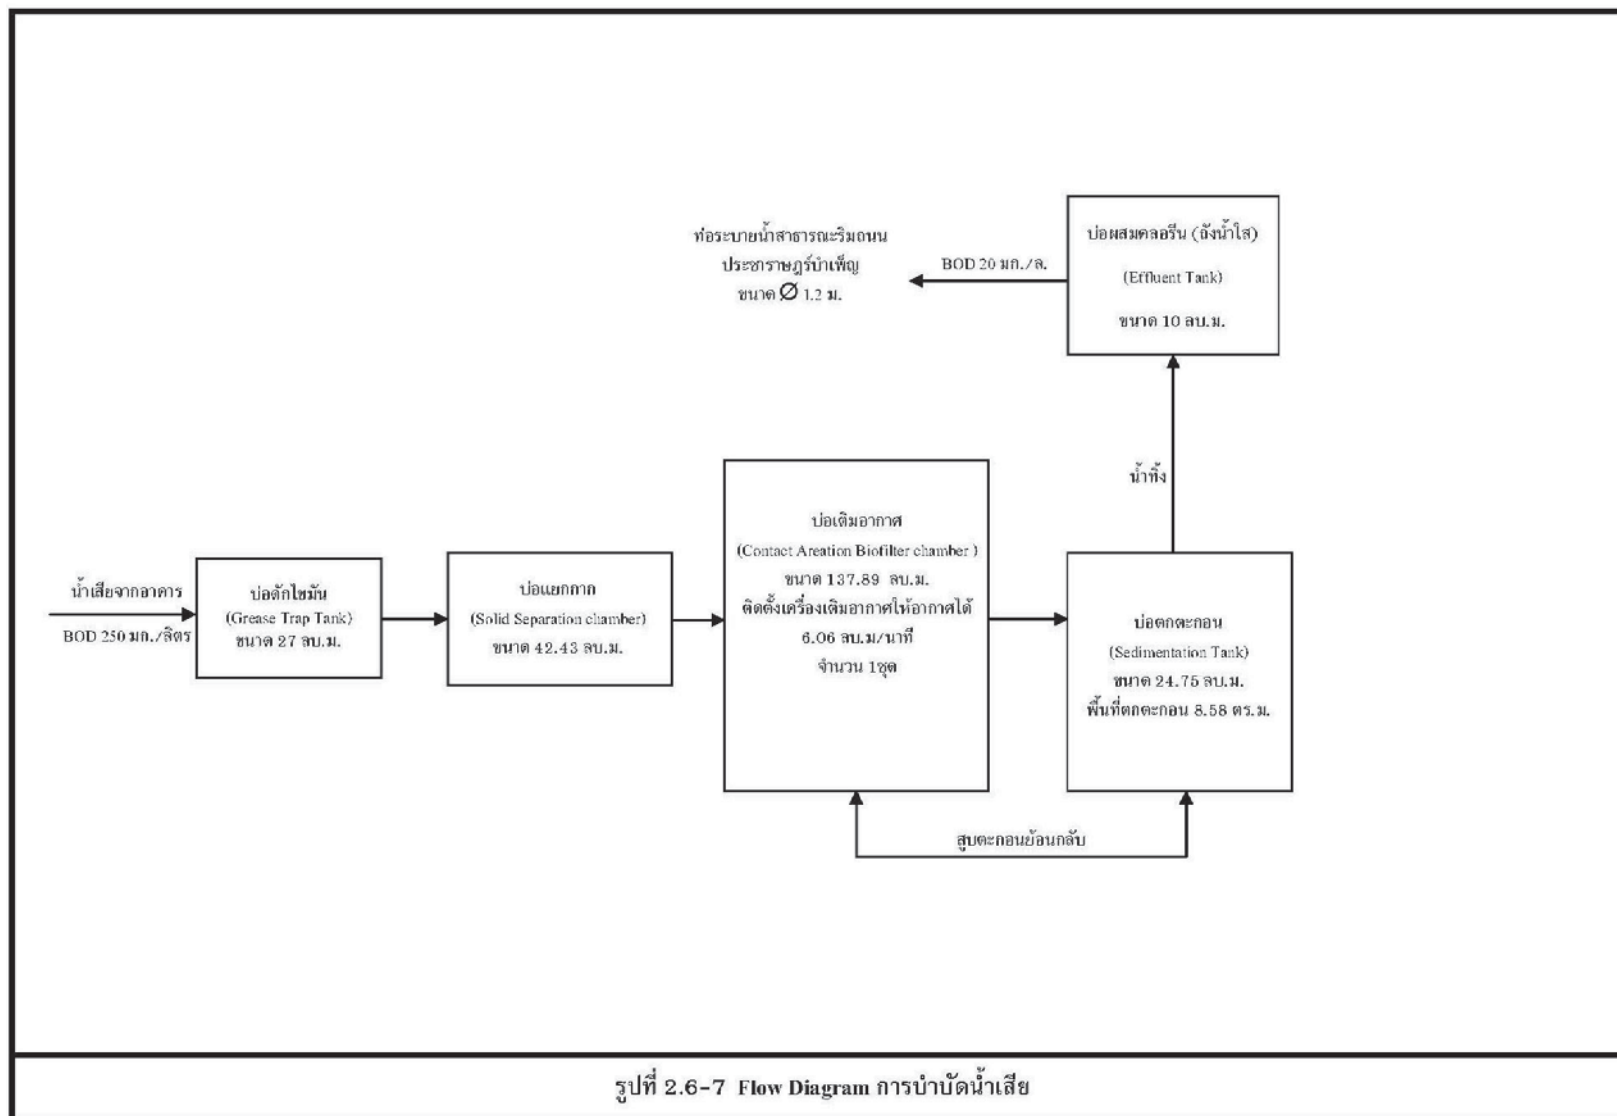 น้ำเสียจากอาคาร
BOD 250 มก./ลิตร
บ่อดักไขมัน
(Grease Trap Tank)
ขนาด 27 ลบ.ม.
บ่อแยกกาก
(Solid Separation chamber)
ขนาด 42.43 ลบ.ม.
บ่อเติมอากาศ
(Contact Areation Biofilter chamber )
ขนาด 137.89 ลบ.ม.
ติดตั้งเครื่องเติมอากาศให้อากาศได้
6.06 ลบ.ม/นาที
จำนวน 1ชุด
บ่อตกตะกอน
(Sedimentation Tank)
ขนาด 24.75 ลบ.ม.
พื้นที่ตกตะกอน 8.58 ตร.ม.
สูบตะกอนย้อนกลับ
น้ำทิ้ง
บ่อผสมคลอรีน (ถังน้ำใส)
(Effluent Tank)
ขนาด 10 ลบ.ม.
BOD 20 มก./ล.
ท่อระบายน้ำสาธารณะริมถนน
ประชาราษฎร์บำเพ็ญ
ขนาด Ø 1.2 ม.
รูปที่ 2.6-7 Flow Diagram การบำบัดน้ำเสีย